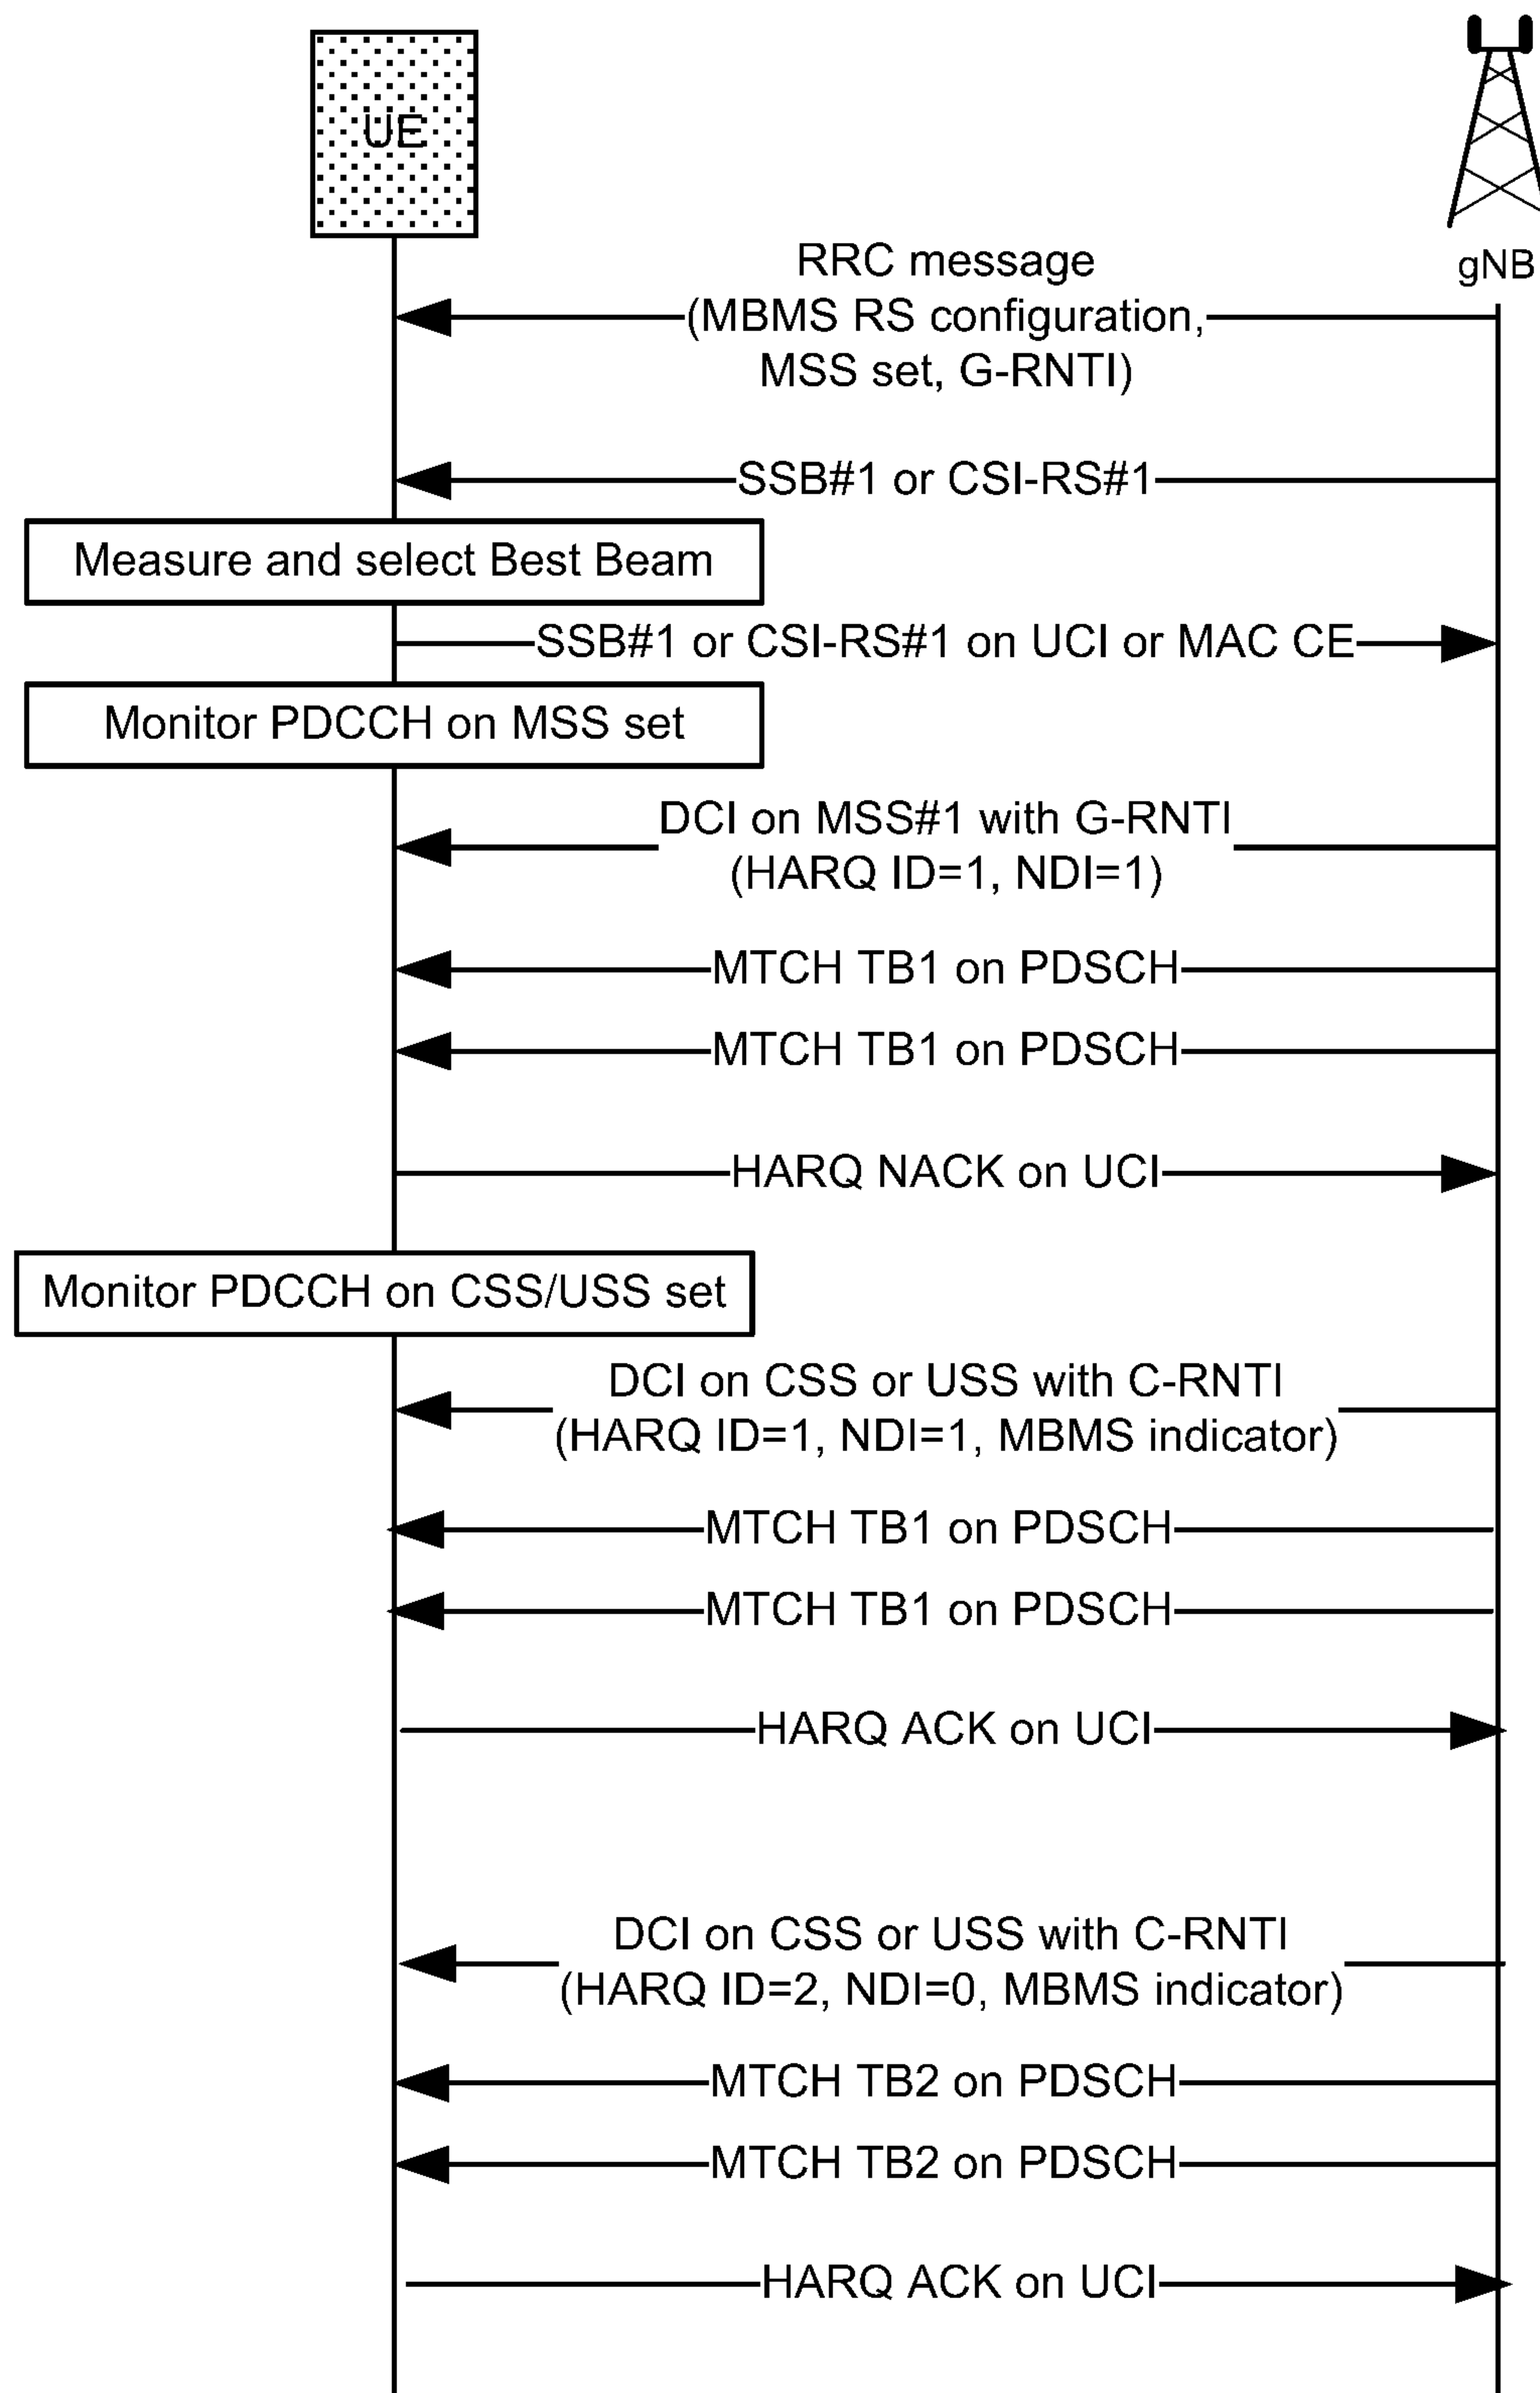 UE
gNB
RRC message
(MBMS RS configuration,
MSS set, G-RNTI)
SSB#1 or CSI-RS#1
Measure and select Best Beam
SSB#1 or CSI-RS#1 on UCI or MAC CE
Monitor PDCCH on MSS set
DCI on MSS#1 with G-RNTI
(HARQ ID=1, NDI=1)
MTCH TB1 on PDSCH
MTCH TB1 on PDSCH
HARQ NACK on UCI
Monitor PDCCH on CSS/USS set
DCI on CSS or USS with C-RNTI
(HARQ ID=1, NDI=1, MBMS indicator)
MTCH TB1 on PDSCH
MTCH TB1 on PDSCH
HARQ ACK on UCI
DCI on CSS or USS with C-RNTI
(HARQ ID=2, NDI=0, MBMS indicator)
MTCH TB2 on PDSCH
MTCH TB2 on PDSCH
HARQ ACK on UCI